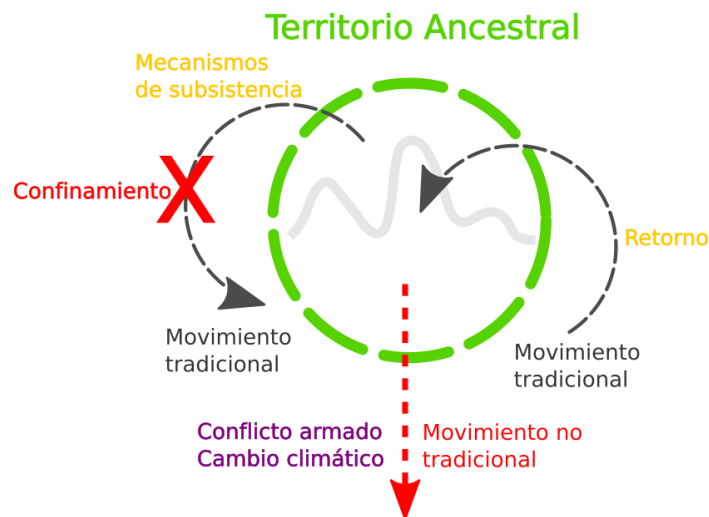 Territorio Ancestral
Mecanismos
de subsistencia
Confinamiento
Retorno
Movimiento
tradicional
Movimiento
tradicional
Conflicto armado
Cambio climático
Movimiento no
tradicional